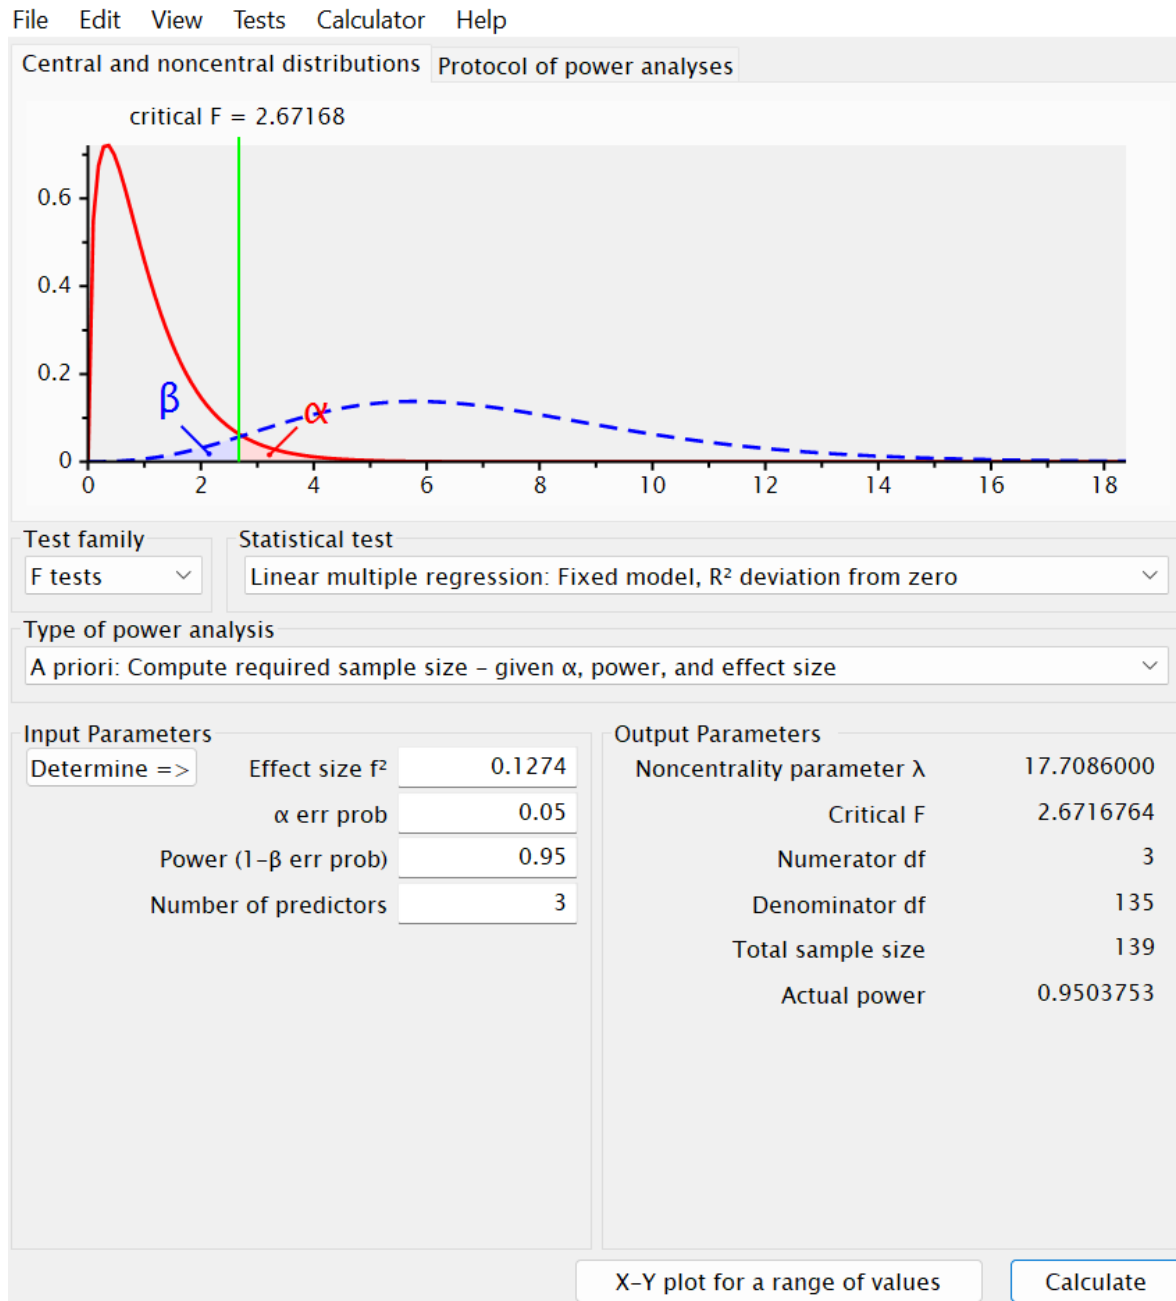 File Edit View Tests Calculator Help
Central and noncentral distributions Protocol of power analyses
critical F = 2.67168
0.6
0.4
0.2
0
β
α
0 2 4 6 8 10 12 14 16 18
Test family Statistical test
F tests Linear multiple regression: Fixed model, R² deviation from zero
Type of power analysis
A priori: Compute required sample size – given α, power, and effect size
Input Parameters
Determine => Effect size f² 0.1274
α err prob 0.05
Power (1-β err prob) 0.95
Number of predictors 3
Output Parameters
Noncentrality parameter λ 17.7086000
Critical F 2.6716764
Numerator df 3
Denominator df 135
Total sample size 139
Actual power 0.9503753
X-Y plot for a range of values Calculate